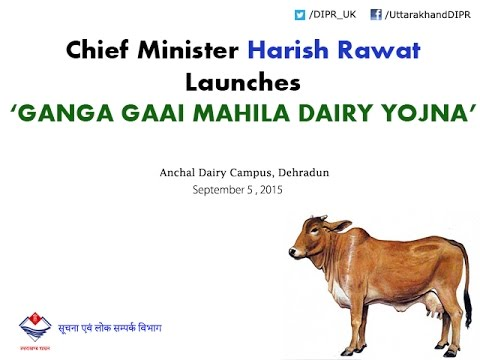 /DIPR_UK /UttarakhandDIPR
Chief Minister Harish Rawat
Launches
‘GANGA GAAI MAHILA DAIRY YOJNA’
Anchal Dairy Campus, Dehradun
September 5 , 2015
सूचना एवं लोक सम्पर्क विभाग